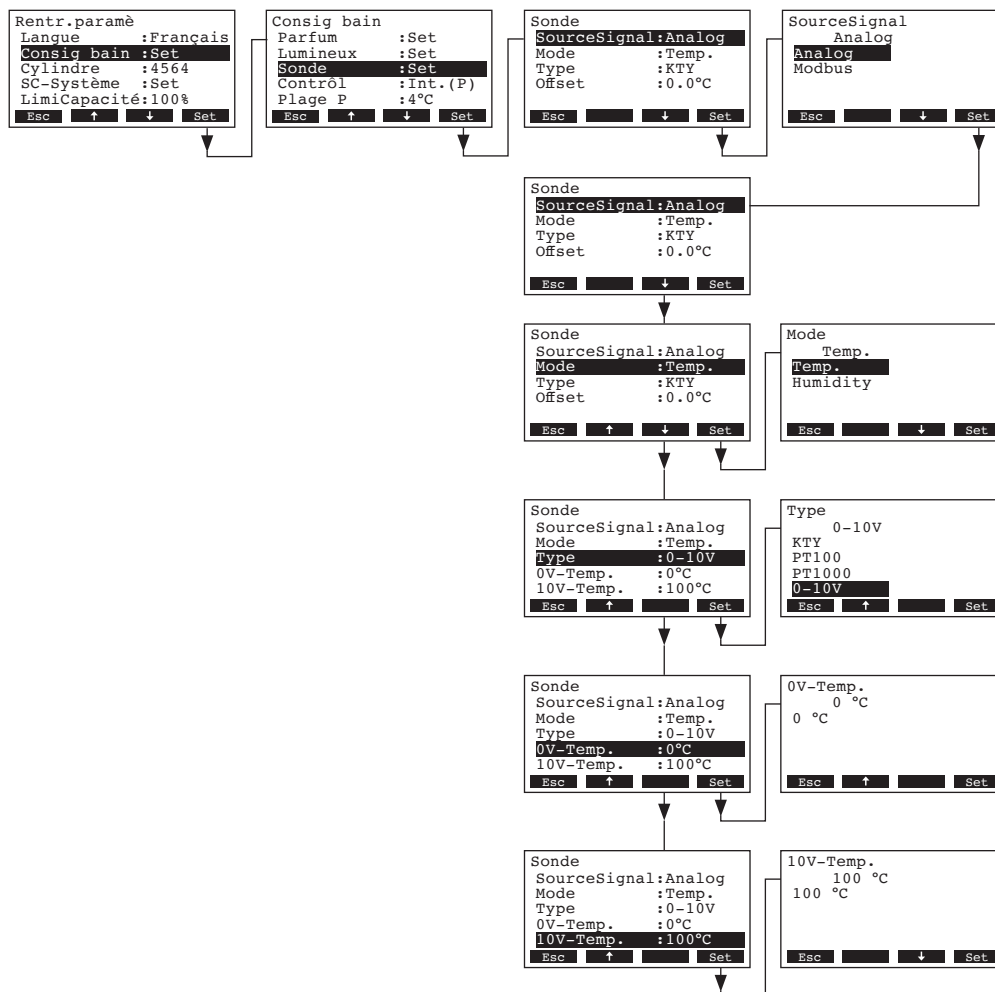 Rentr.paramè
Langue :Français
Consig bain :Set
Cylindre :4564
SC-Système :Set
LimiCapacité:100%
Esc ↑ ↓ Set
Consig bain
Parfum :Set
Lumineux :Set
Sonde :Set
Contrôl :Int.(P)
Plage P :4°C
Esc ↑ ↓ Set
Sonde
SourceSignal:Analog
Mode :Temp.
Type :KTY
Offset :0.0°C
Esc ↓ Set
SourceSignal
Analog
Analog
Modbus
Esc ↓ Set
Sonde
SourceSignal:Analog
Mode :Temp.
Type :KTY
Offset :0.0°C
Esc ↓ Set
Sonde
SourceSignal:Analog
Mode :Temp.
Type :KTY
Offset :0.0°C
Esc ↑ ↓ Set
Mode
Temp.
Temp.
Humidity
Esc ↓ Set
Sonde
SourceSignal:Analog
Mode :Temp.
Type :0-10V
0V-Temp. :0°C
10V-Temp. :100°C
Esc ↑ Set
Type
0-10V
KTY
PT100
PT1000
0-10V
Esc ↑ Set
Sonde
SourceSignal:Analog
Mode :Temp.
Type :0-10V
0V-Temp. :0°C
10V-Temp. :100°C
Esc ↑ Set
0V-Temp.
0 °C
0 °C
Esc ↑ Set
Sonde
SourceSignal:Analog
Mode :Temp.
Type :0-10V
0V-Temp. :0°C
10V-Temp. :100°C
Esc ↑ Set
10V-Temp.
100 °C
100 °C
Esc ↓ Set